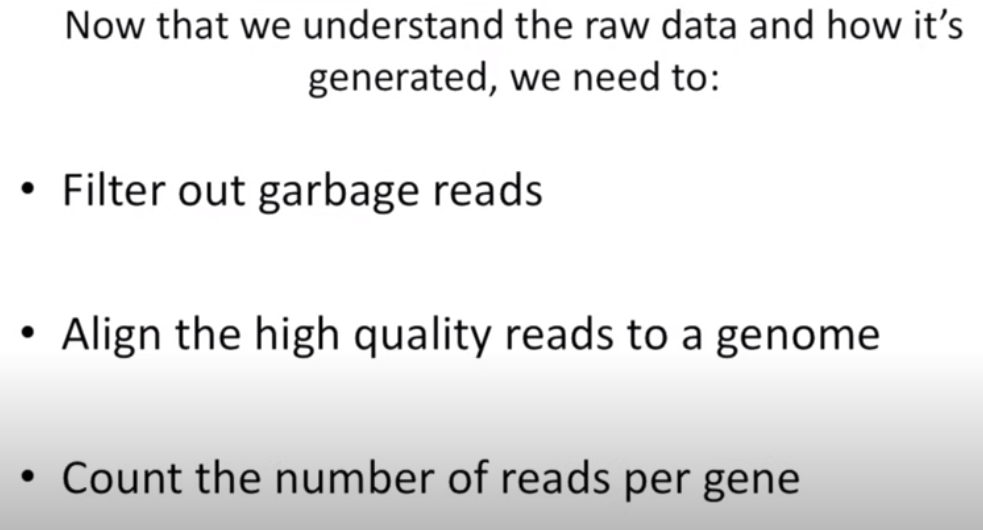 Now that we understand the raw data and how it's
generated, we need to:
• Filter out garbage reads
• Align the high quality reads to a genome
• Count the number of reads per gene